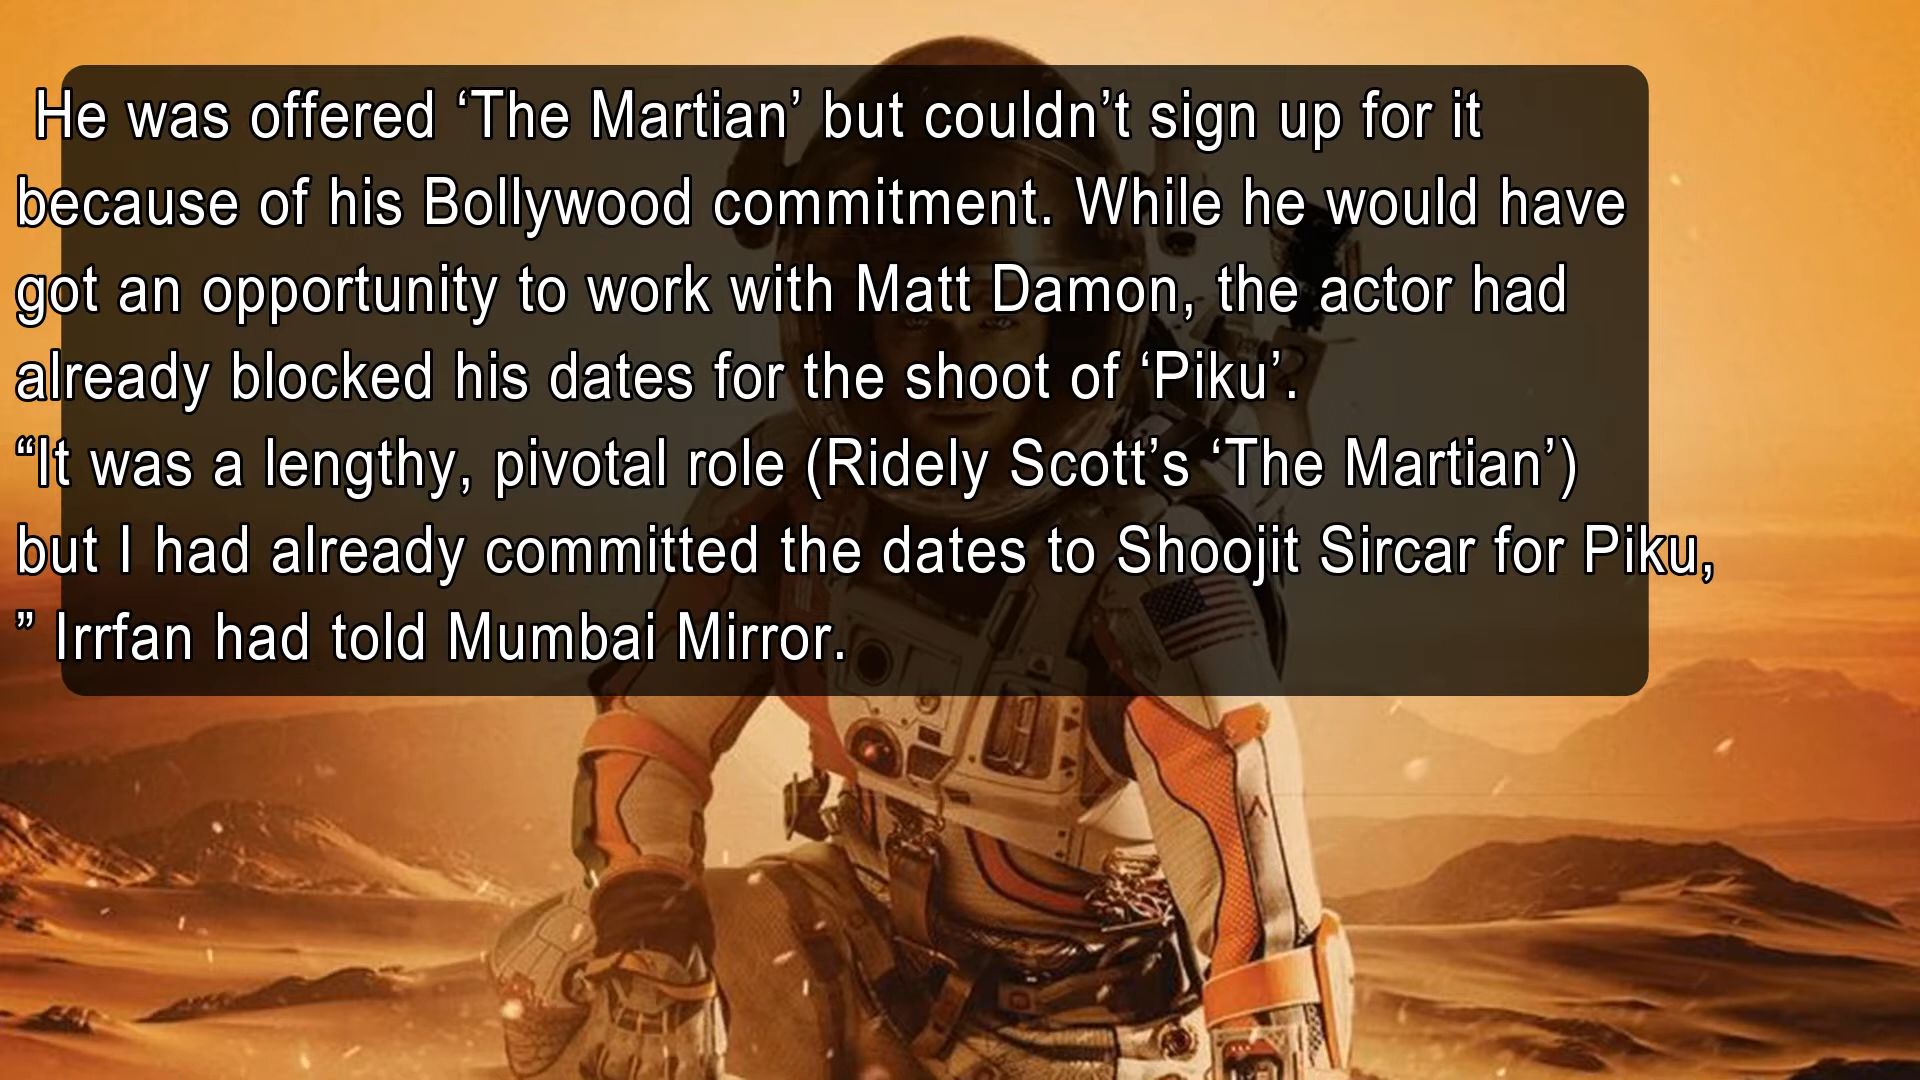 He was offered ‘The Martian’ but couldn’t sign up for it
because of his Bollywood commitment. While he would have
got an opportunity to work with Matt Damon, the actor had
already blocked his dates for the shoot of ‘Piku’.
“It was a lengthy, pivotal role (Ridely Scott’s ‘The Martian’)
but I had already committed the dates to Shoojit Sircar for Piku,
” Irrfan had told Mumbai Mirror.